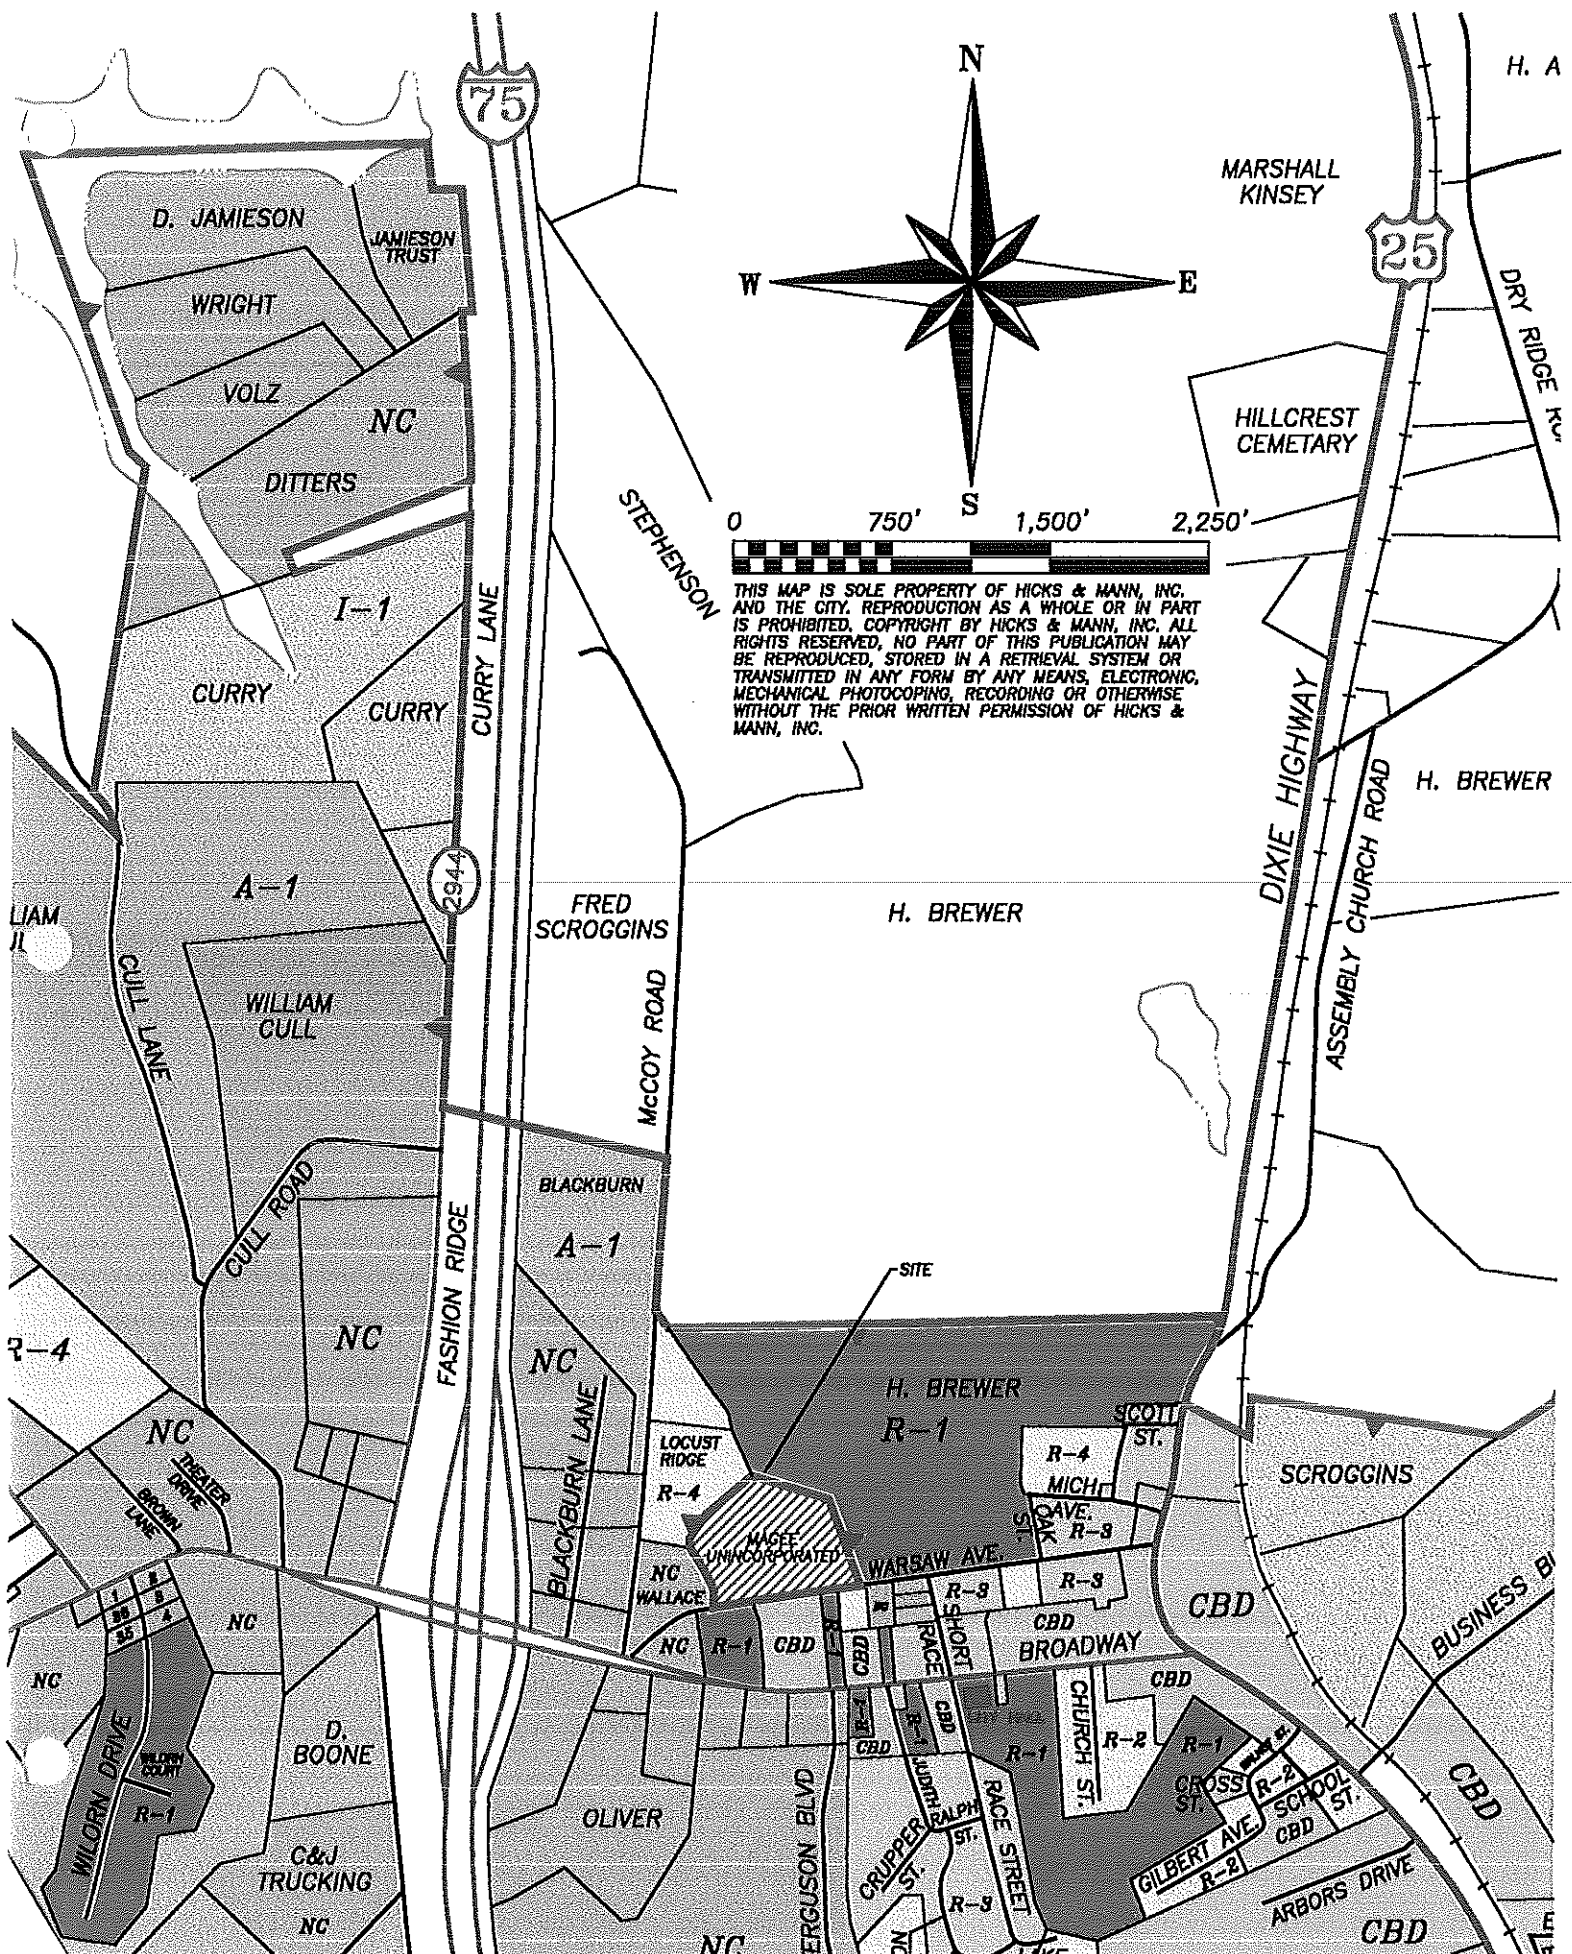 75
N
H. A
MARSHALL
KINSEY
D. JAMIESON
JAMIESON
TRUST
25
W
E
DRY RIDGE
WRIGHT
VOLZ
NC
HILLCREST
CEMETARY
DITTERS
S
STEPHENSON
0 750' 1,500' 2,250'
THIS MAP IS SOLE PROPERTY OF HICKS & MANN, INC.
AND THE CITY. REPRODUCTION AS A WHOLE OR IN PART
IS PROHIBITED. COPYRIGHT BY HICKS & MANN, INC. ALL
RIGHTS RESERVED, NO PART OF THIS PUBLICATION MAY
BE REPRODUCED, STORED IN A RETRIEVAL SYSTEM OR
TRANSMITTED IN ANY FORM BY ANY MEANS, ELECTRONIC,
MECHANICAL PHOTOCOPING, RECORDING OR OTHERWISE
WITHOUT THE PRIOR WRITTEN PERMISSION OF HICKS &
MANN, INC.
I-1
CURRY LANE
CURRY
CURRY
DIXIE HIGHWAY
H. BREWER
ASSEMBLY CHURCH ROAD
A-1
2944
LIAM
FRED
SCROGGINS
H. BREWER
CULL LANE
WILLIAM
CULL
McCOY ROAD
BLACKBURN
A-1
CULL ROAD
FASHION RIDGE
SITE
R-4
NC
NC
H. BREWER
R-1
BLACKBURN LANE
SCOTT
ST.
NC
LOCUST
RIDGE
R-4
R-4
MICH
AVE.
OAK
ST.
R-3
SCROGGINS
THEATER
DRIVE
BROWN
LANE
MAGEE
UNINCORPORATED
WARSAW AVE.
NC
WALLACE
R-3
R-3
CBD
BUSINESS
1
2
3
4
36
35
NC
NC
NC
R-1
CBD
R-1
CBD
RACE
SHORT
CBD
BROADWAY
CBD
WILORN DRIVE
WILORN
COURT
R-1
D.
BOONE
R-1
R-1
CBD
CBD
R-1
CHURCH ST.
R-2
R-1
CROSS
ST.
R-2
SCHOOL
ST.
CBD
CBD
OLIVER
FERGUSON BLVD
JUDITH
RALPH
ST.
RACE STREET
CRUPPER
ST.
GILBERT AVE.
R-2
C&J
TRUCKING
NC
R-3
ARBORS DRIVE
CBD
NC